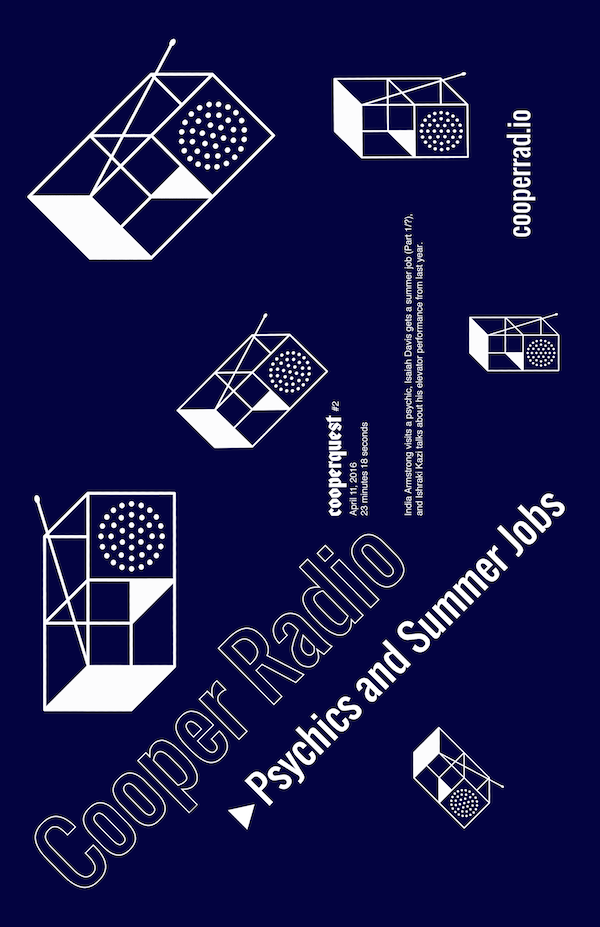 Cooper Radio
Psychics and Summer Jobs
cooperquest #2
April 11, 2016
23 minutes 18 seconds
India Armstrong visits a psychic, Isaiah Davis gets a summer job (Part 1/?),
and Ishraki Kazi talks about his elevator performance from last year.
cooperrad.io